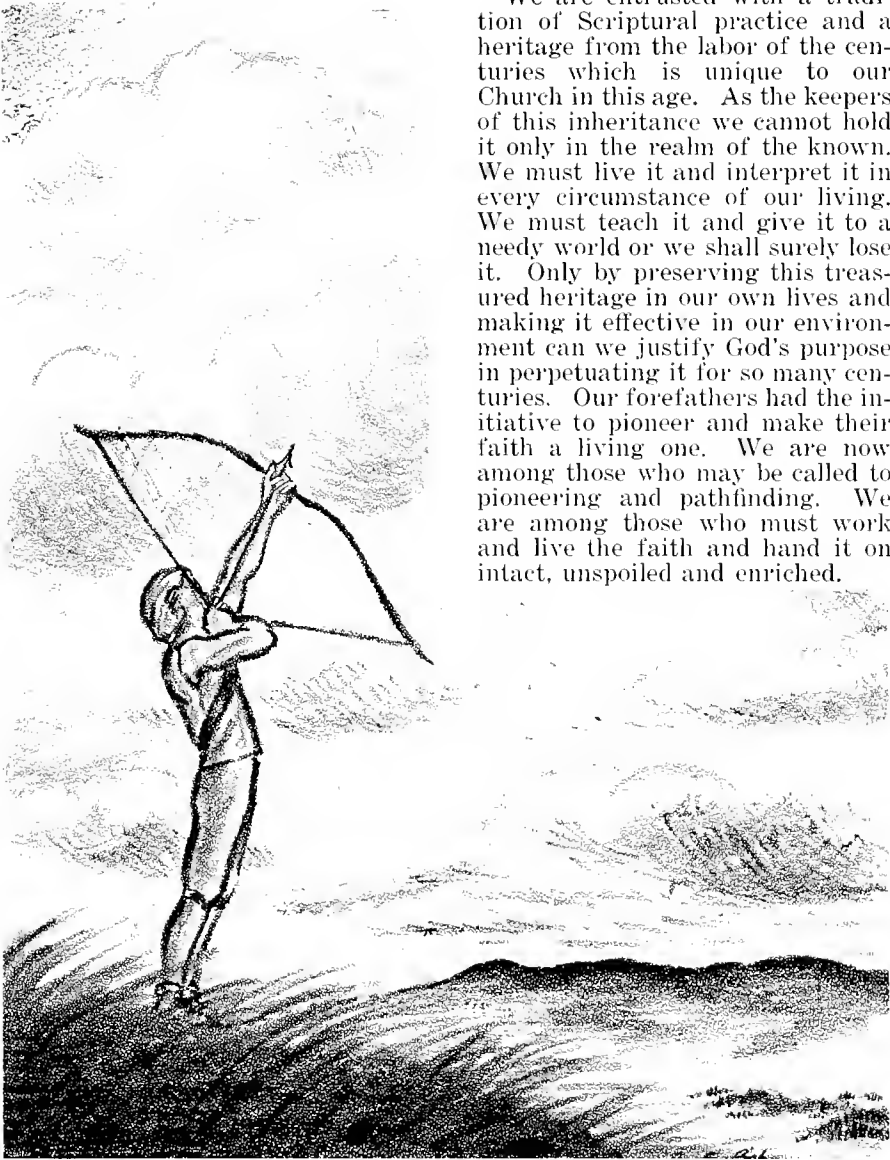 We are entrusted with a tradi-
tion of Scriptural practice and a
heritage from the labor of the cen-
turies which is unique to our
Church in this age. As the keepers
of this inheritance we cannot hold
it only in the realm of the known.
We must live it and interpret it in
every circumstance of our living.
We must teach it and give it to a
needy world or we shall surely lose
it. Only by preserving this treas-
ured heritage in our own lives and
making it effective in our environ-
ment can we justify God's purpose
in perpetuating it for so many cen-
turies. Our forefathers had the in-
itiative to pioneer and make their
faith a living one. We are now
among those who may be called to
pioneering and pathfinding. We
are among those who must work
and live the faith and hand it on
intact, unspoiled and enriched.